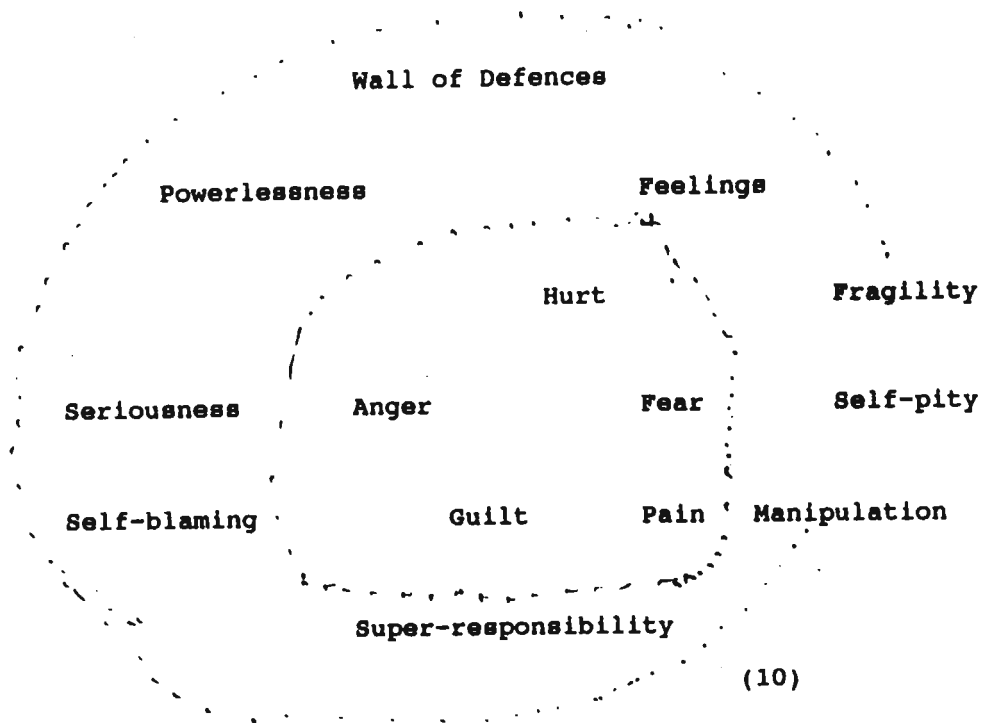 Wall of Defences
Powerlessness Feelings
Hurt Fragility
Seriousness Anger Fear Self-pity
Self-blaming Guilt Pain Manipulation
Super-responsibility
(10)